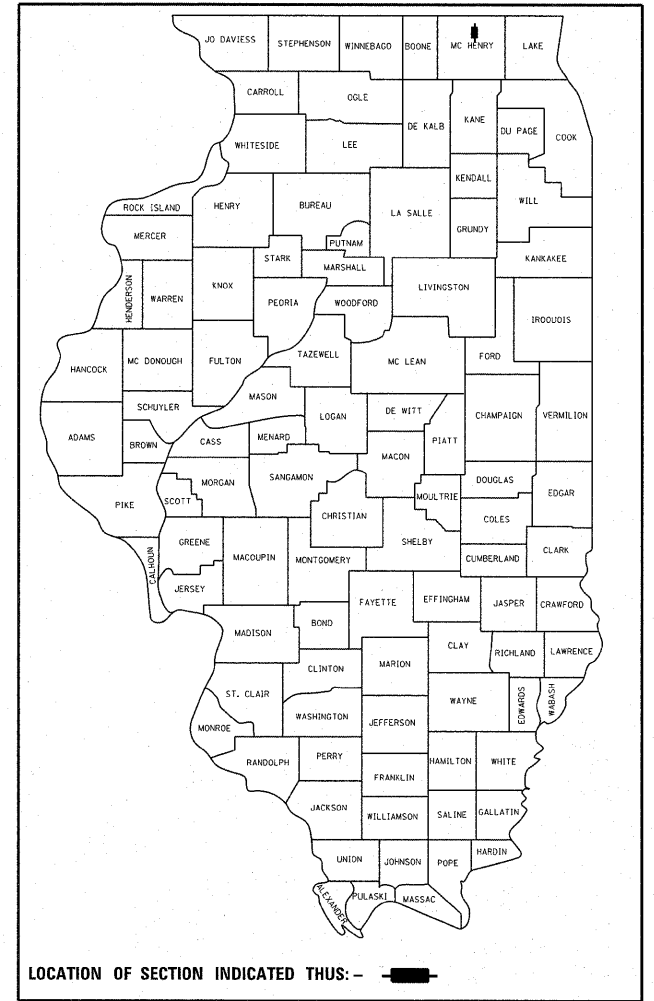 JO DAVIESS
STEPHENSON
WINNEBAGO
BOONE
MC HENRY
LAKE
CARROLL
OGLE
DE KALB
KANE
DU PAGE
COOK
WHITESIDE
LEE
KENDALL
WILL
ROCK ISLAND
HENRY
BUREAU
LA SALLE
GRUNDY
MERCER
PUTNAM
KANKAKEE
STARK
MARSHALL
HENDERSON
WARREN
KNOX
PEORIA
WOODFORD
LIVINGSTON
IROQUOIS
HANCOCK
MC DONOUGH
FULTON
TAZEWELL
MC LEAN
FORD
MASON
SCHUYLER
LOGAN
DE WITT
CHAMPAIGN
VERMILION
ADAMS
BROWN
CASS
MENARD
PIATT
MACON
MORGAN
SANGAMON
DOUGLAS
EDGAR
PIKE
SCOTT
MOULTRIE
CHRISTIAN
COLES
GREENE
MACOUPIN
MONTGOMERY
SHELBY
CUMBERLAND
CLARK
CALHOUN
JERSEY
FAYETTE
EFFINGHAM
JASPER
CRAWFORD
MADISON
BOND
CLAY
RICHLAND
LAWRENCE
CLINTON
MARION
ST. CLAIR
WAYNE
EDWARDS
WABASH
MONROE
WASHINGTON
JEFFERSON
RANDOLPH
PERRY
HAMILTON
WHITE
FRANKLIN
JACKSON
WILLIAMSON
SALINE
GALLATIN
UNION
JOHNSON
POPE
HARDIN
ALEXANDER
PULASKI
MASSAC
LOCATION OF SECTION INDICATED THUS: -